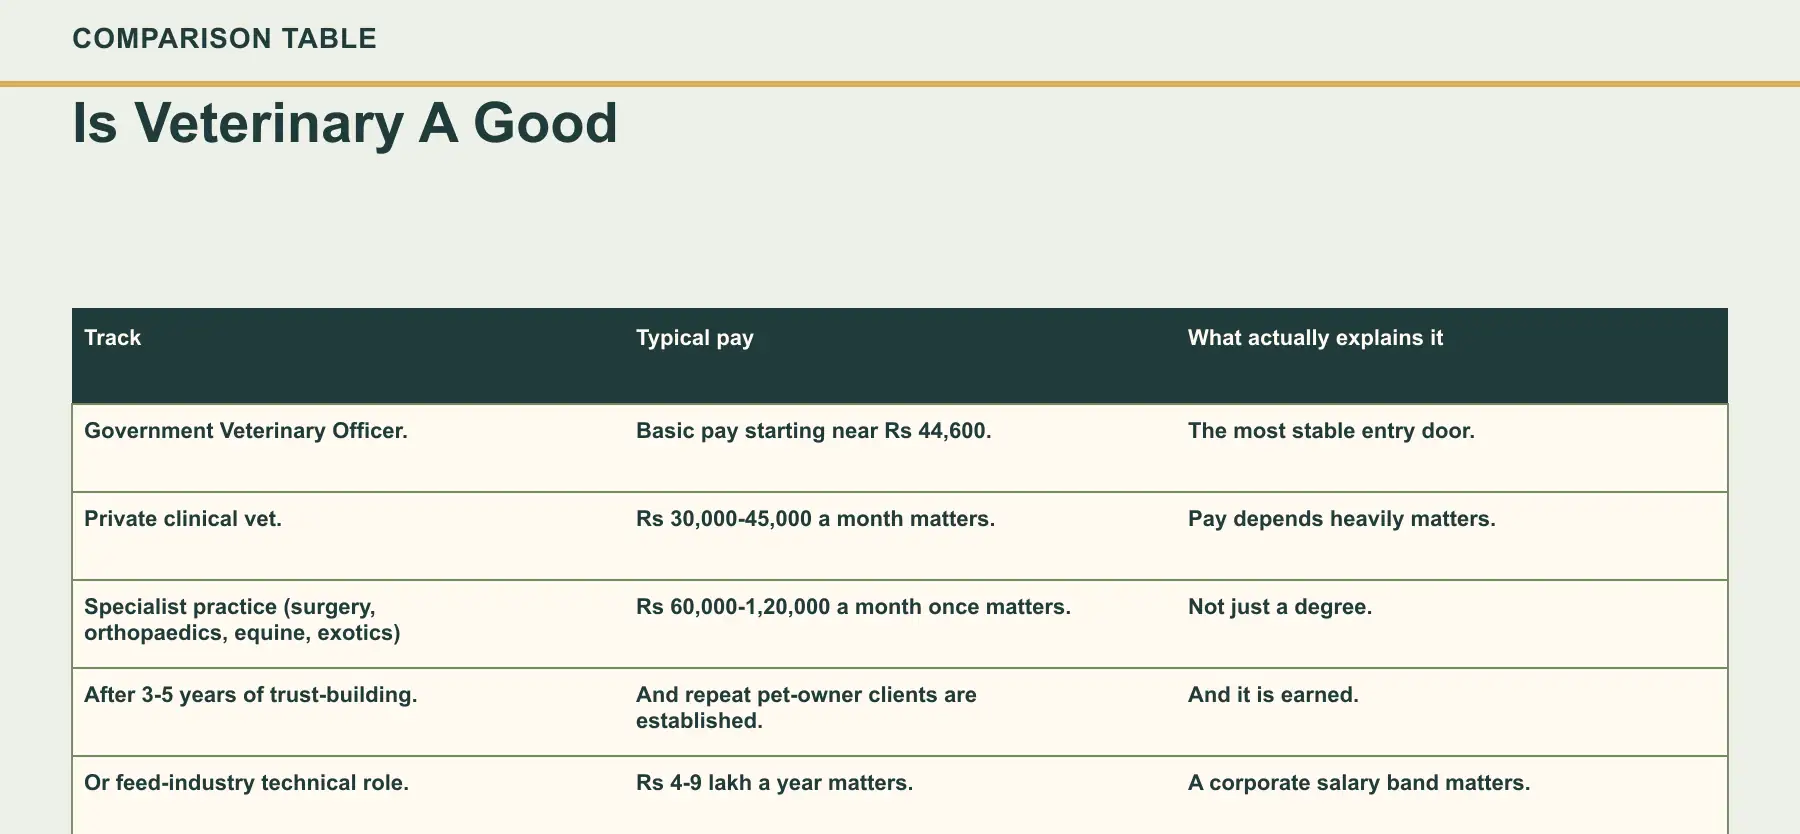 COMPARISON TABLE
Is Veterinary A Good
Track
Typical pay
What actually explains it
Government Veterinary Officer.
Basic pay starting near Rs 44,600.
The most stable entry door.
Private clinical vet.
Rs 30,000-45,000 a month matters.
Pay depends heavily matters.
Specialist practice (surgery,
orthopaedics, equine, exotics)
Rs 60,000-1,20,000 a month once matters.
Not just a degree.
After 3-5 years of trust-building.
And repeat pet-owner clients are
established.
And it is earned.
Or feed-industry technical role.
Rs 4-9 lakh a year matters.
A corporate salary band matters.